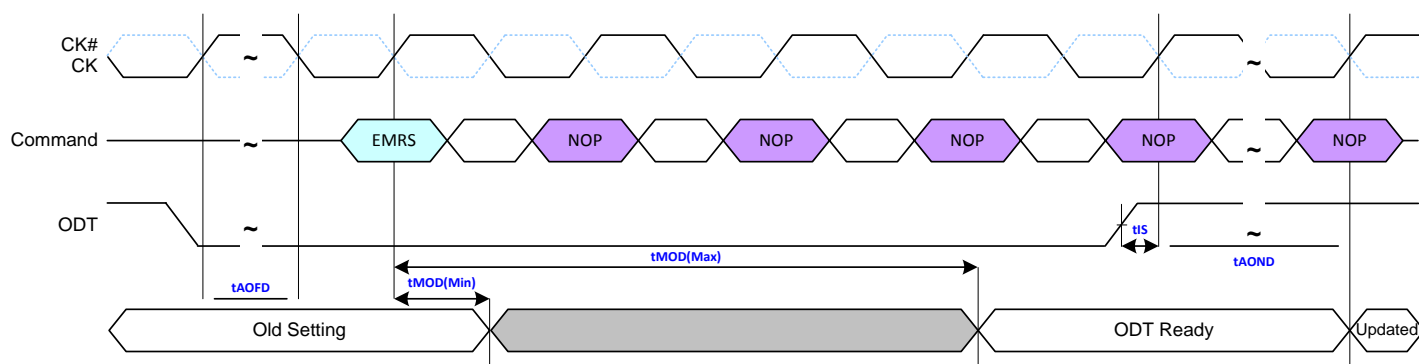 CK#
CK
~
~
Command
~
EMRS
NOP
NOP
NOP
NOP
~
NOP
ODT
~
tIS
~
tMOD(Max)
tAOND
tAOFD
tMOD(Min)
Old Setting
ODT Ready
Updated